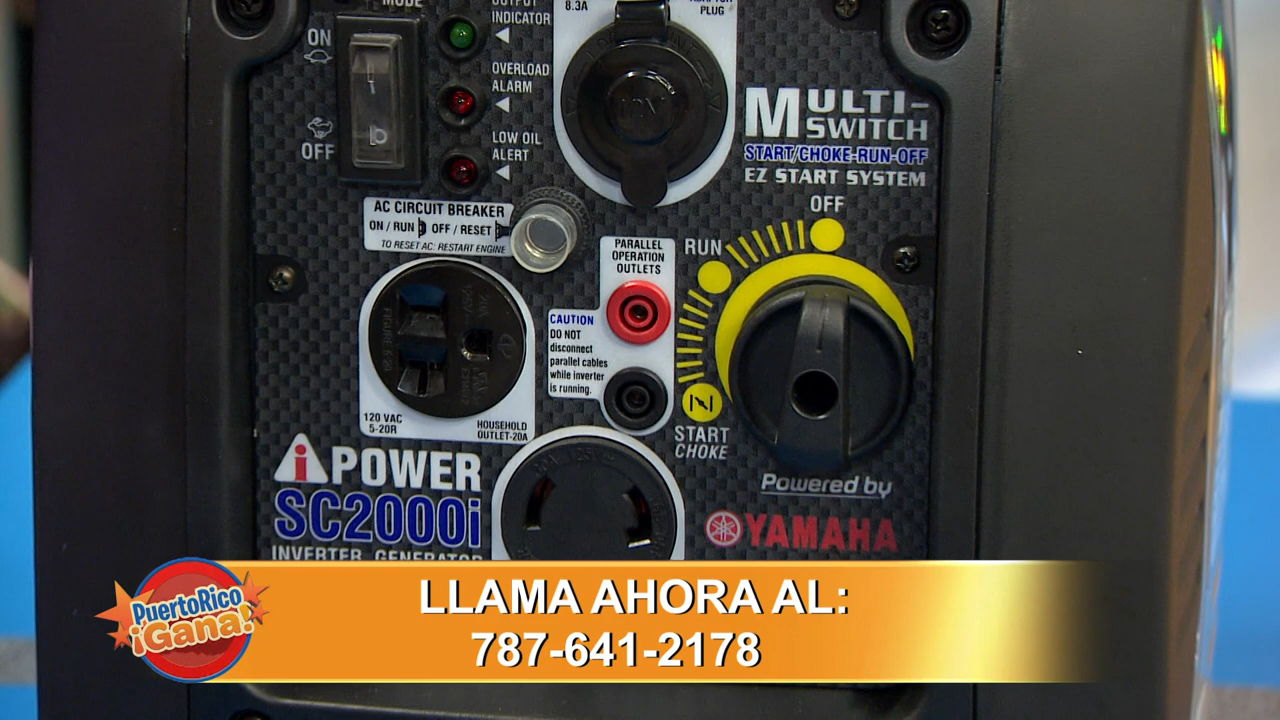 MODE
OUTPUT
INDICATOR
8.3A
PLUG
ON
OVERLOAD
ALARM
OFF
LOW OIL
ALERT
12V
MULTI-
SWITCH
START/CHOKE-RUN-OFF
EZ START SYSTEM
OFF
AC CIRCUIT BREAKER
ON / RUN OFF / RESET
TO RESET AC: RESTART ENGINE
RUN
PARALLEL
OPERATION
OUTLETS
CAUTION
DO NOT
disconnect
parallel cables
while inverter
is running.
120 VAC
5-20R
HOUSEHOLD
OUTLET-20A
START
CHOKE
iPOWER
SC2000i
INVERTER GENERATOR
Powered by
YAMAHA
LLAMA AHORA AL:
787-641-2178
PuertoRico
¡Gana!